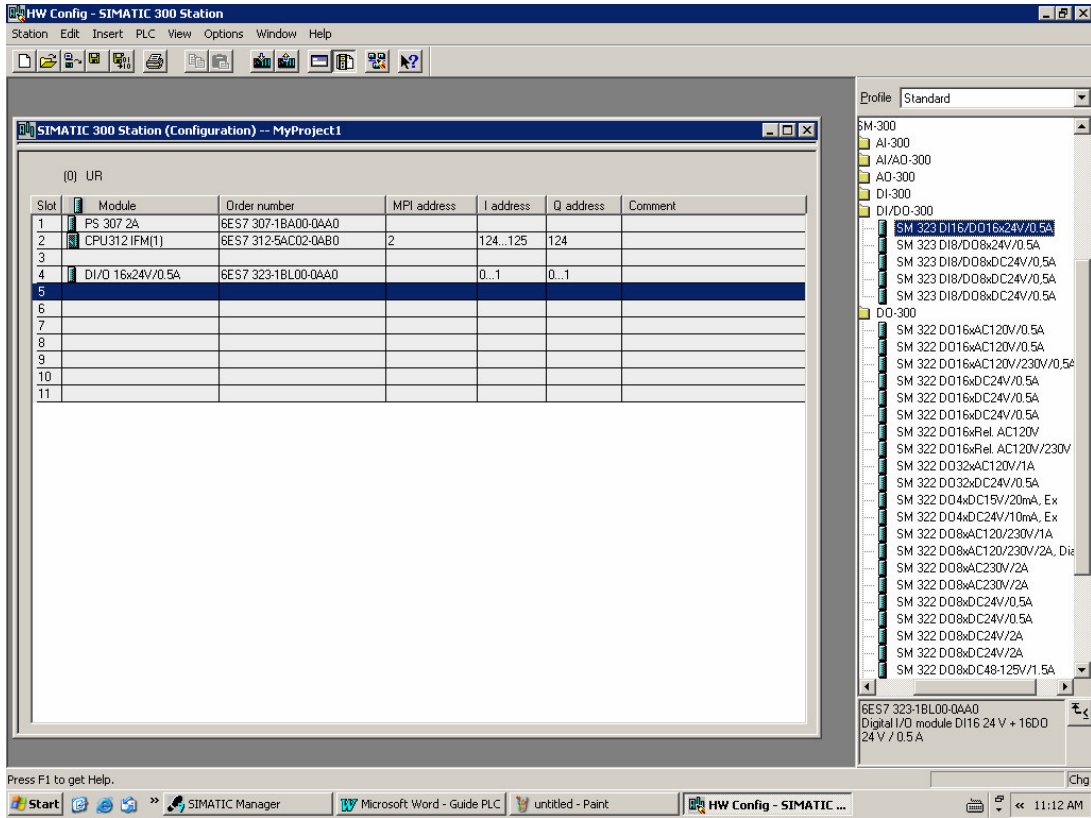 HW Config - SIMATIC 300 Station
Station Edit Insert PLC View Options Window Help
Profile Standard
SIMATIC 300 Station (Configuration) -- MyProject1
(0) UR
Slot Module Order number MPI address I address Q address Comment
1 PS 307 2A 6ES7 307-1BA00-0AA0
2 CPU312 IFM(1) 6ES7 312-5AC02-0AB0 2 124...125 124
3
4 DI/O 16x24V/0.5A 6ES7 323-1BL00-0AA0 0...1 0...1
5
6
7
8
9
10
11
SM-300
AI-300
AI/AO-300
AO-300
DI-300
DI/DO-300
SM 323 DI16/DO16x24V/0.5A
SM 323 DI8/DO8x24V/0.5A
SM 323 DI8/DO8xDC24V/0,5A
SM 323 DI8/DO8xDC24V/0,5A
SM 323 DI8/DO8xDC24V/0.5A
DO-300
SM 322 DO16xAC120V/0.5A
SM 322 DO16xAC120V/0.5A
SM 322 DO16xAC120V/230V/0,5A
SM 322 DO16xDC24V/0.5A
SM 322 DO16xDC24V/0.5A
SM 322 DO16xDC24V/0.5A
SM 322 DO16xRel. AC120V
SM 322 DO16xRel. AC120V/230V
SM 322 DO32xAC120V/1A
SM 322 DO32xDC24V/0.5A
SM 322 DO4xDC15V/20mA, Ex
SM 322 DO4xDC24V/10mA, Ex
SM 322 DO8xAC120/230V/1A
SM 322 DO8xAC120/230V/2A, Dia
SM 322 DO8xAC230V/2A
SM 322 DO8xAC230V/2A
SM 322 DO8xDC24V/0,5A
SM 322 DO8xDC24V/0.5A
SM 322 DO8xDC24V/2A
SM 322 DO8xDC24V/2A
SM 322 DO8xDC48-125V/1.5A
6ES7 323-1BL00-0AA0
Digital I/O module DI16 24 V + 16DO
24 V / 0.5 A
Press F1 to get Help.
Chg
Start » SIMATIC Manager Microsoft Word - Guide PLC untitled - Paint HW Config - SIMATIC ... « 11:12 AM